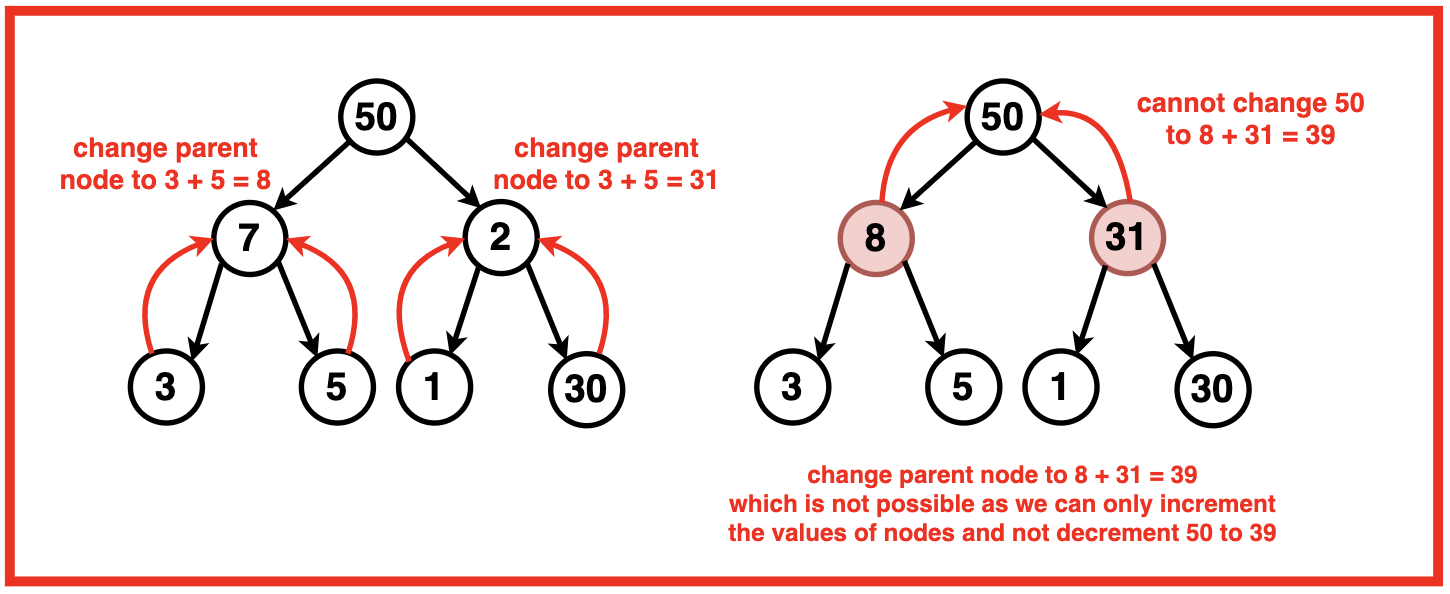 50
change parent
node to 3 + 5 = 8
change parent
node to 3 + 5 = 31
7
2
3
5
1
30
50
cannot change 50
to 8 + 31 = 39
8
31
3
5
1
30
change parent node to 8 + 31 = 39
which is not possible as we can only increment
the values of nodes and not decrement 50 to 39